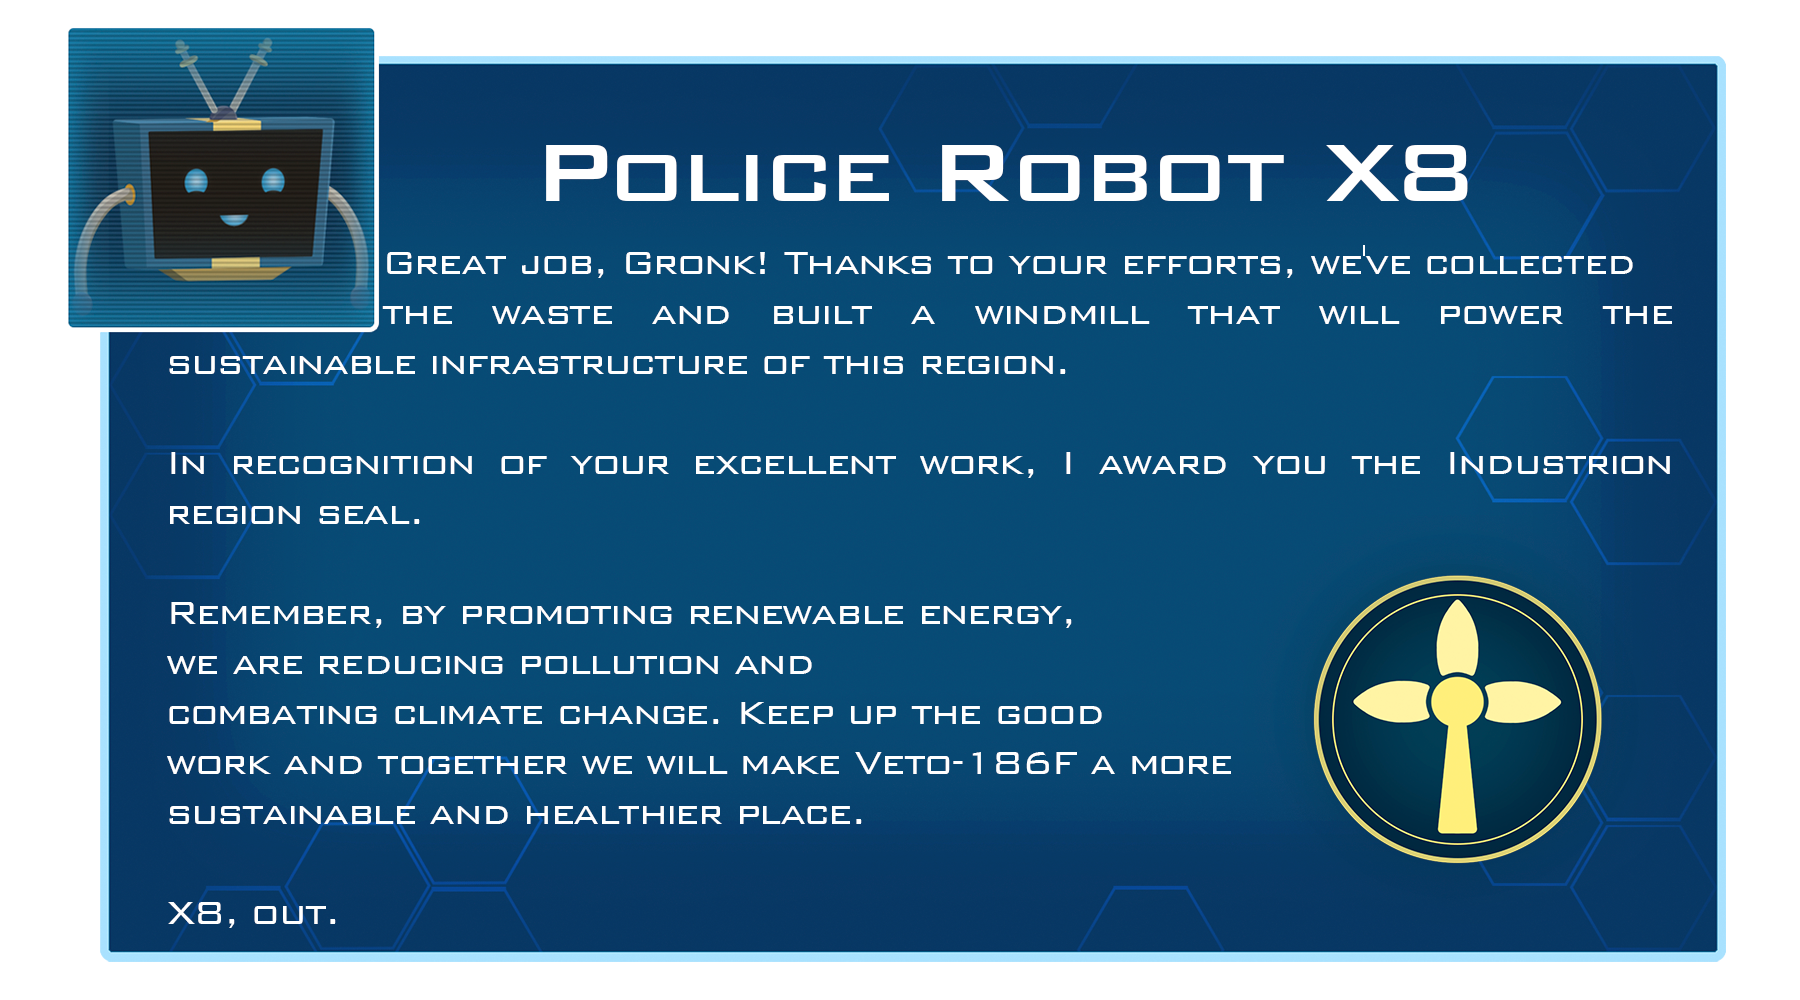 Police Robot X8
Great job, Gronk! Thanks to your efforts, we've collected
the waste and built a windmill that will power the
sustainable infrastructure of this region.
In recognition of your excellent work, I award you the Industrion
region seal.
Remember, by promoting renewable energy,
we are reducing pollution and
combating climate change. Keep up the good
work and together we will make Veto-186F a more
sustainable and healthier place.
X8, out.